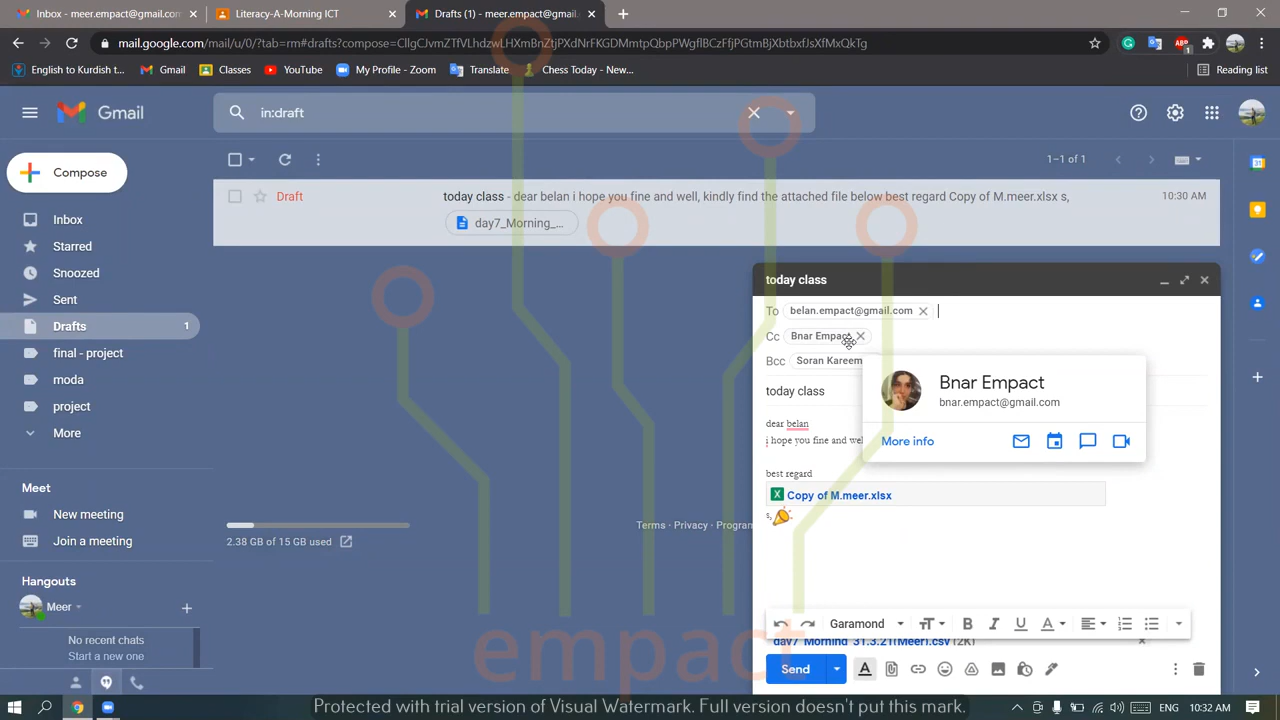 Inbox - meer.empact@gmail.com
Literacy-A-Morning ICT
Drafts (1) - meer.empact@gmail.
mail.google.com/mail/u/0/?tab=rm#drafts?compose=CllgCJvmZTfVLhdzwLHXmBnZtjPXdNrFKGDMmtpQbpPWgflBCzFfjPGtmBjXbtbxfJsXfMxQkTg
English to Kurdish t...
Gmail
Classes
YouTube
My Profile - Zoom
Translate
Chess Today - New...
Reading list
Gmail
in:draft
Compose
1–1 of 1
Draft
today class - dear belan i hope you fine and well, kindly find the attached file below best regard Copy of M.meer.xlsx s,
10:30 AM
day7_Morning_...
Inbox
Starred
Snoozed
Sent
Drafts 1
final - project
moda
project
More
Meet
New meeting
Join a meeting
Hangouts
Meer
No recent chats
Start a new one
2.38 GB of 15 GB used
Terms · Privacy · Program
today class
To belan.empact@gmail.com
Cc Bnar Empact
Bcc Soran Kareem
today class
Bnar Empact
bnar.empact@gmail.com
More info
dear belan
i hope you fine and wel
best regard
Copy of M.meer.xlsx
s,
Garamond
day7_Morning_31.3.21(Meer).csv (2K)
Send
empact
Protected with trial version of Visual Watermark. Full version doesn't put this mark.
ENG
10:32 AM